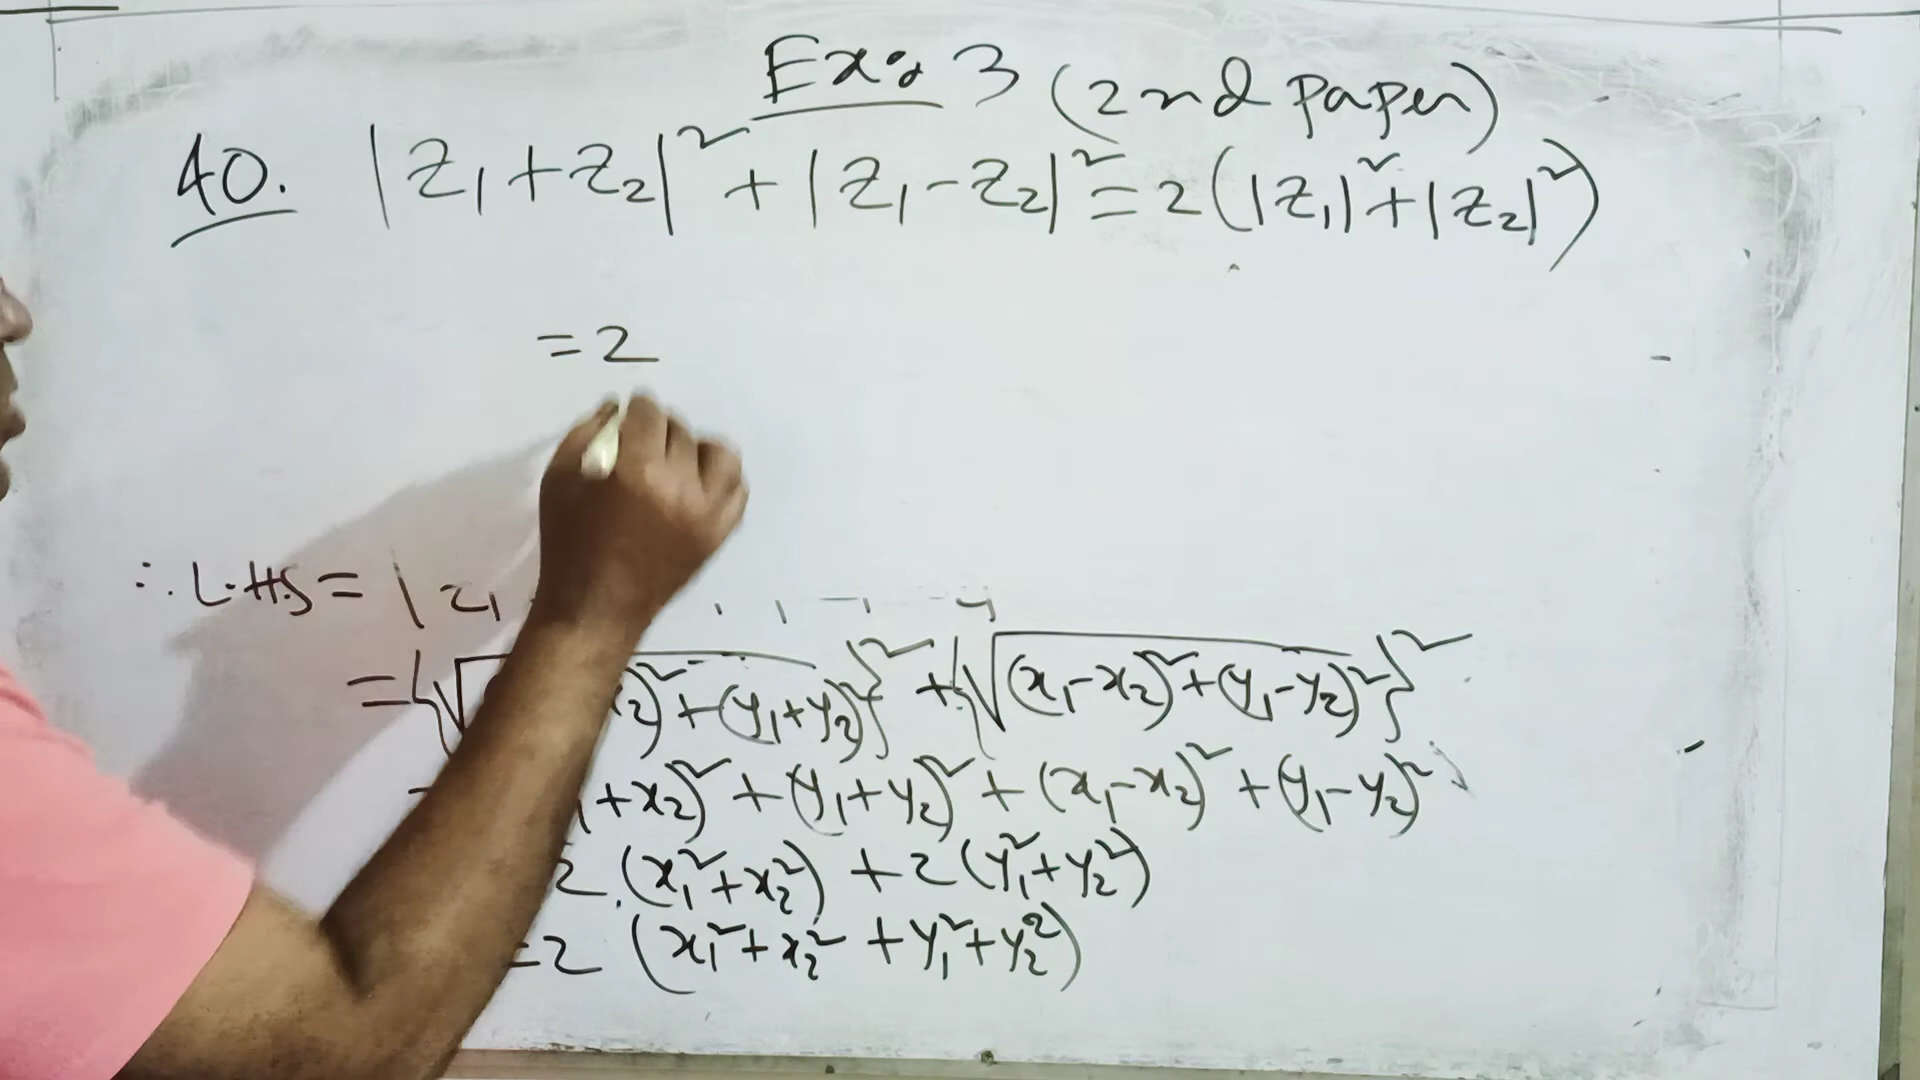 Ex: 3 (2nd paper)
40. |z₁+z₂|² + |z₁-z₂|² = 2(|z₁|²+|z₂|²)
= 2
∴ L.H.S = |z₁
= {√ ₂)²+(y₁+y₂)²}² + {√(x₁-x₂)²+(y₁-y₂)²}²
₁+x₂)² + (y₁+y₂)² + (x₁-x₂)² + (y₁-y₂)²
2 (x₁²+x₂²) + 2 (y₁²+y₂²)
= 2 (x₁²+x₂²+y₁²+y₂²)